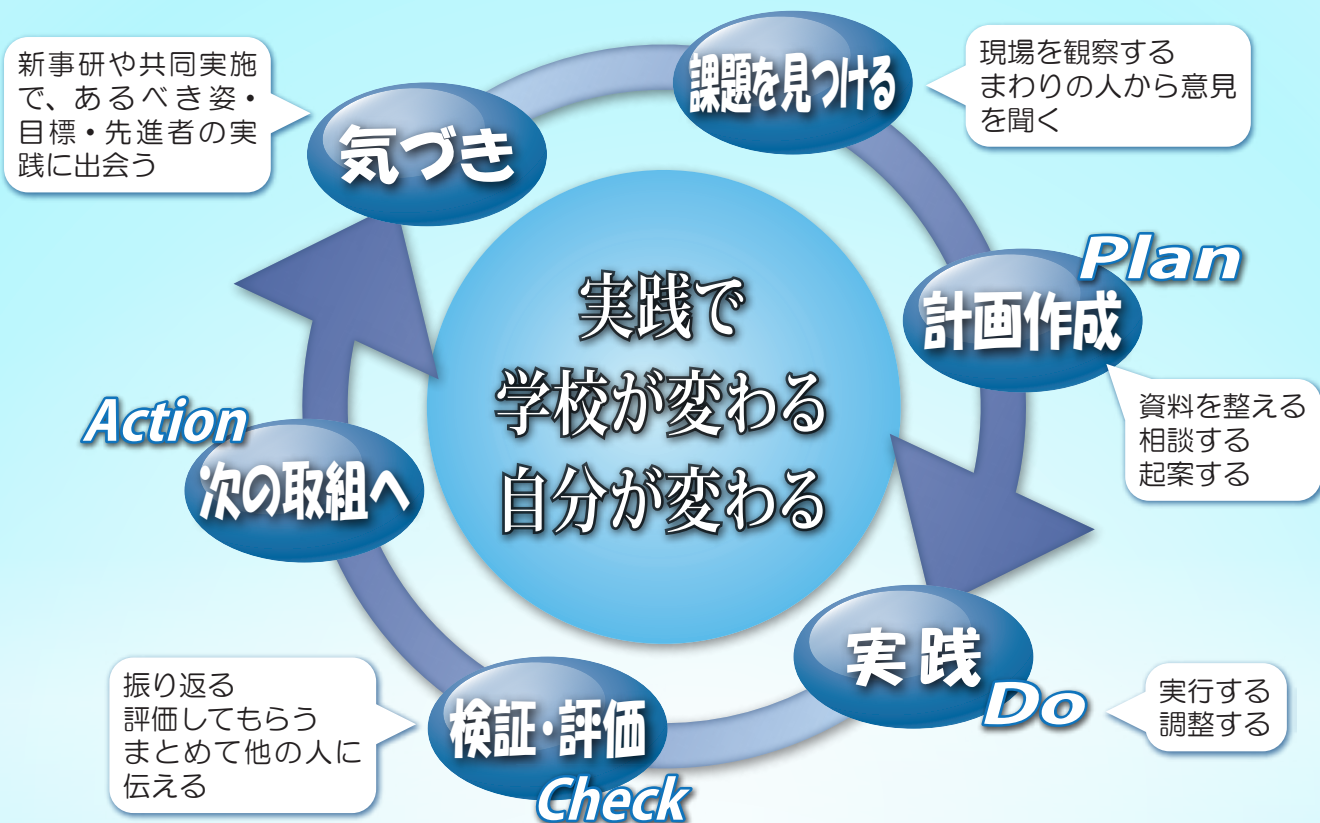 新事研や共同実施
で、あるべき姿・
目標・先進者の実
践に出会う
気づき
課題を見つける
現場を観察する
まわりの人から意見
を聞く
Plan
計画作成
資料を整える
相談する
起案する
実践で
学校が変わる
自分が変わる
実践
Do
実行する
調整する
検証・評価
Check
振り返る
評価してもらう
まとめて他の人に
伝える
Action
次の取組へ